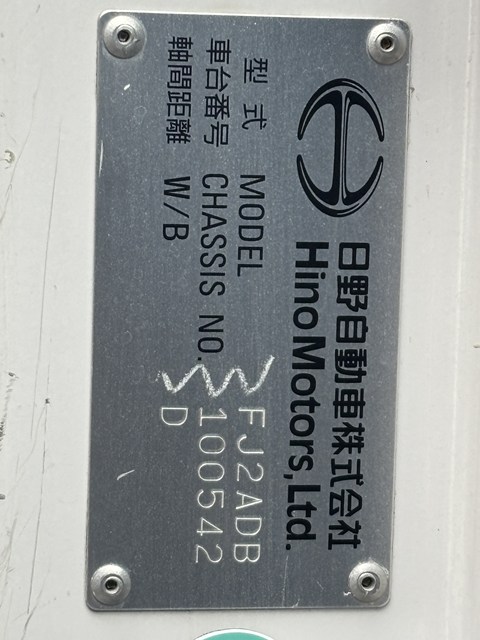 日野自動車株式会社
Hino Motors, Ltd.
型式 MODEL FJ2ADB
車台番号 CHASSIS NO. 100542
軸間距離 W/B D